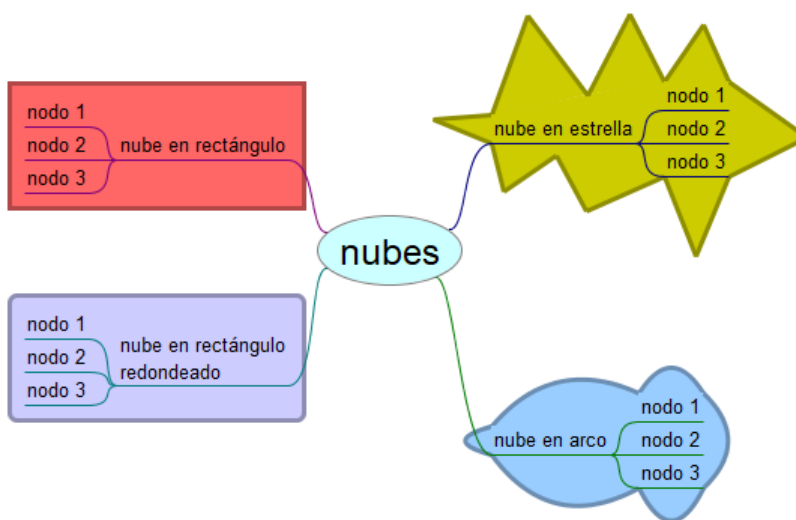 nubes
nube en rectángulo
nodo 1
nodo 2
nodo 3
nube en rectángulo
redondeado
nodo 1
nodo 2
nodo 3
nube en estrella
nodo 1
nodo 2
nodo 3
nube en arco
nodo 1
nodo 2
nodo 3